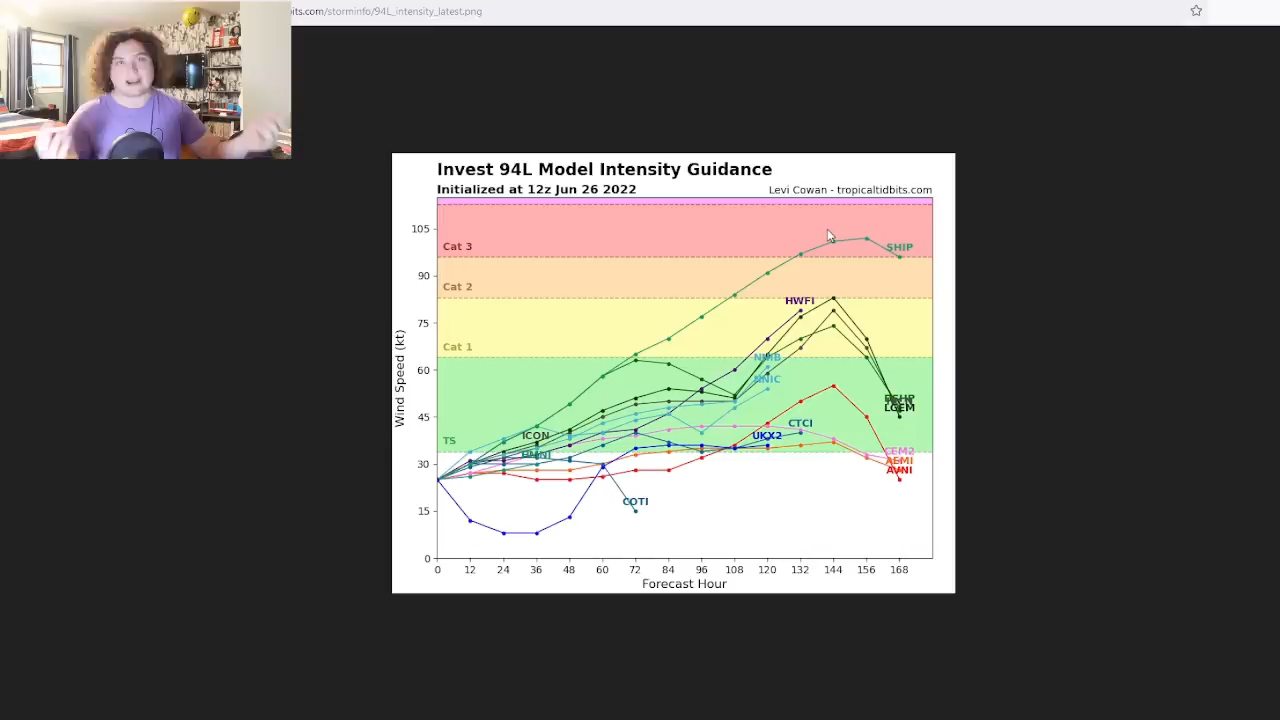 bits.com/storminfo/94L_intensity_latest.png
Invest 94L Model Intensity Guidance
Initialized at 12z Jun 26 2022
Levi Cowan - tropicaltidbits.com
105
90
75
60
45
30
15
0
Wind Speed (kt)
Cat 3
Cat 2
Cat 1
TS
SHIP
HWFI
NNIB
NNIC
ICON
CTCI
UKX2
LGEM
CEM2
AEMI
AVNI
COTI
0 12 24 36 48 60 72 84 96 108 120 132 144 156 168
Forecast Hour